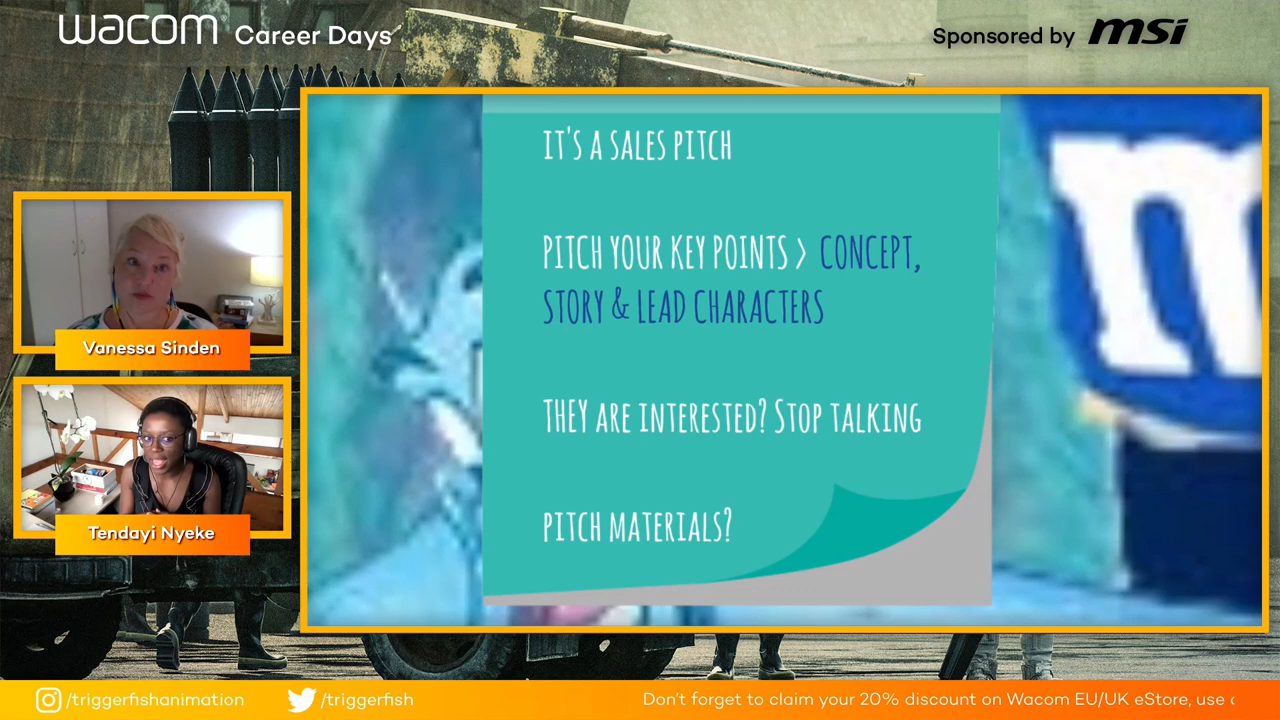 wacom Career Days
Sponsored by msi
IT'S A SALES PITCH
PITCH YOUR KEY POINTS > CONCEPT,
STORY & LEAD CHARACTERS
THEY ARE INTERESTED? STOP TALKING
PITCH MATERIALS?
Vanessa Sinden
Tendayi Nyeke
/triggerfishanimation
/triggerfish
Don't forget to claim your 20% discount on Wacom EU/UK eStore, use